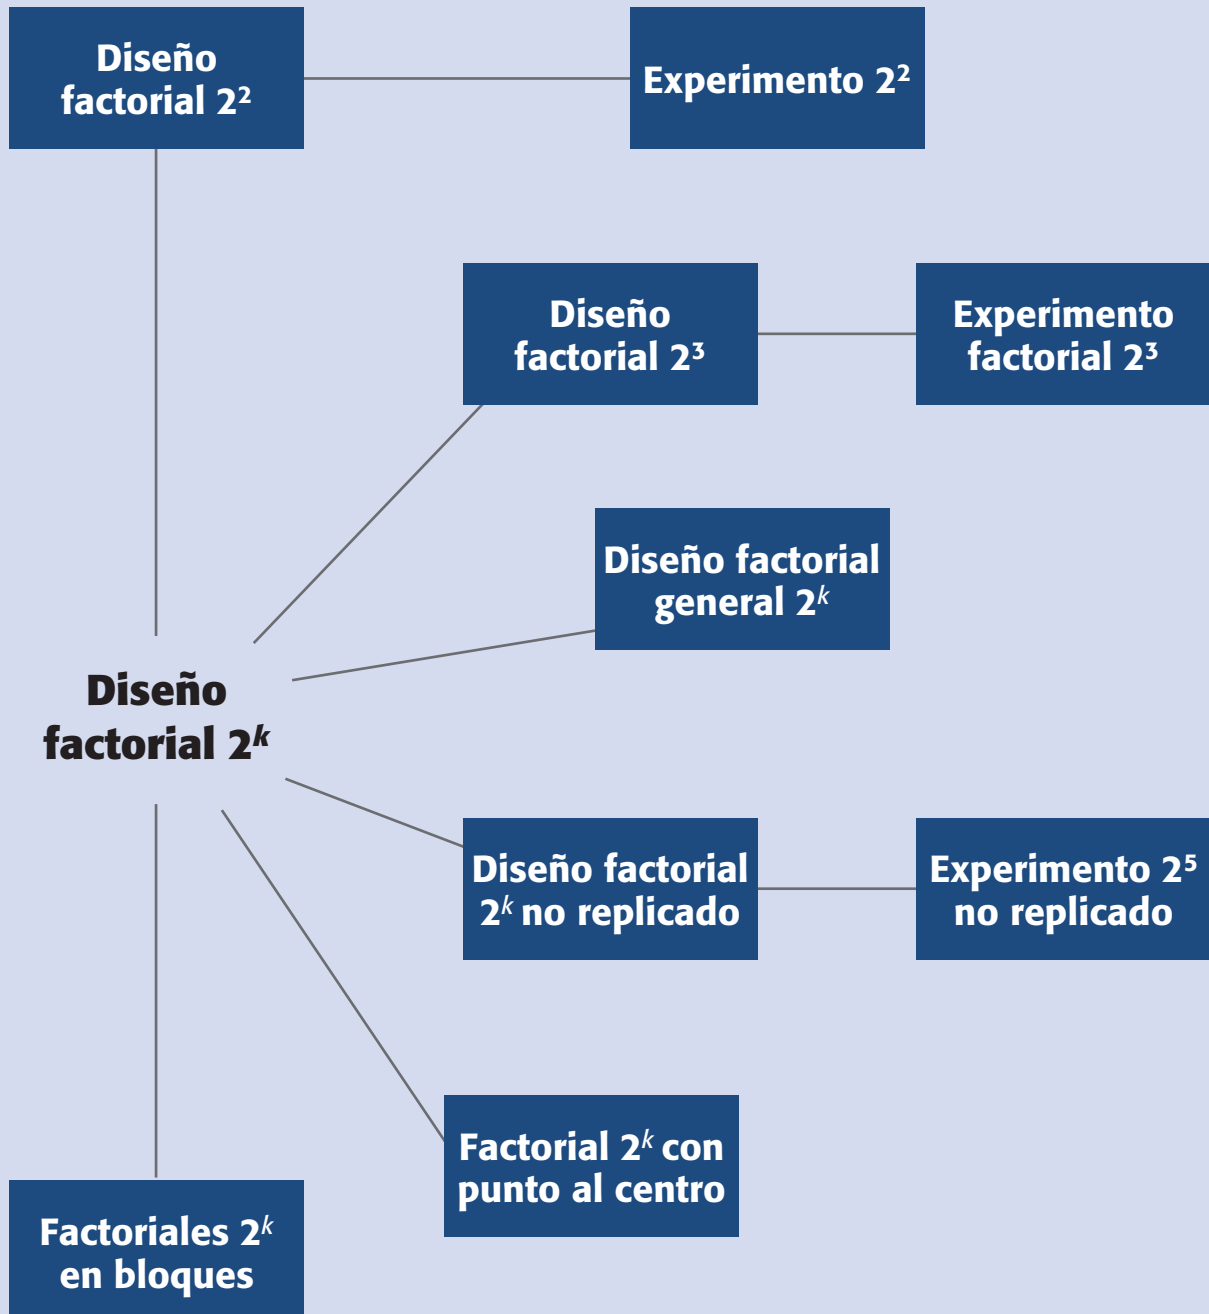 Diseño
factorial 2²
Experimento 2²
Diseño
factorial 2³
Experimento
factorial 2³
Diseño factorial
general 2ᵏ
Diseño
factorial 2ᵏ
Diseño factorial
2ᵏ no replicado
Experimento 2⁵
no replicado
Factorial 2ᵏ con
punto al centro
Factoriales 2ᵏ
en bloques